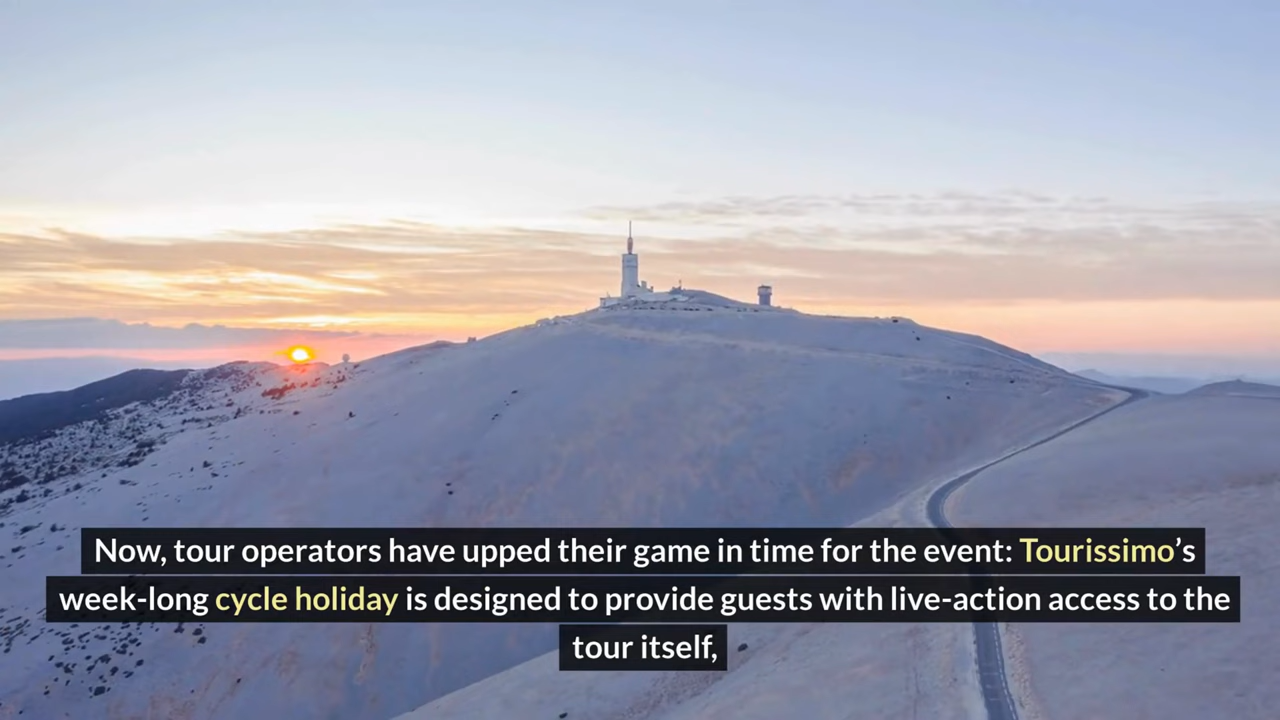 Now, tour operators have upped their game in time for the event: Tourissimo’s
week-long cycle holiday is designed to provide guests with live-action access to the
tour itself,